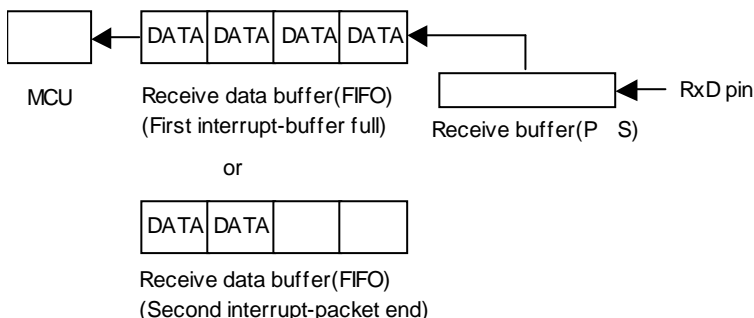 DATA DATA DATA DATA
MCU
Receive data buffer(FIFO)
(First interrupt-buffer full)
RxD pin
Receive buffer(P S)
or
DATA DATA
Receive data buffer(FIFO)
(Second interrupt-packet end)